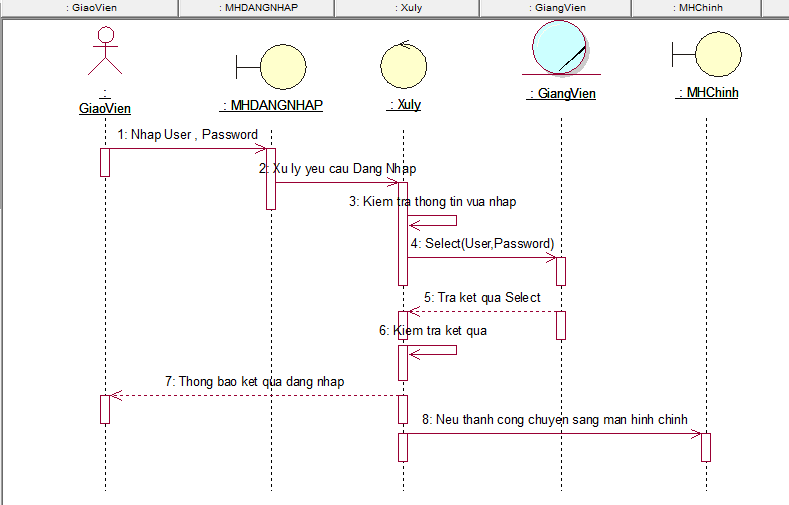 : GiaoVien
: MHDANGNHAP
: Xuly
: GiangVien
: MHChinh
:
GiaoVien
: MHDANGNHAP
: Xuly
: GiangVien
: MHChinh
1: Nhap User , Password
2: Xu ly yeu cau Dang Nhap
3: Kiem tra thong tin vua nhap
4: Select(User,Password)
5: Tra ket qua Select
6: Kiem tra ket qua
7: Thong bao ket qua dang nhap
8: Neu thanh cong chuyen sang man hinh chinh